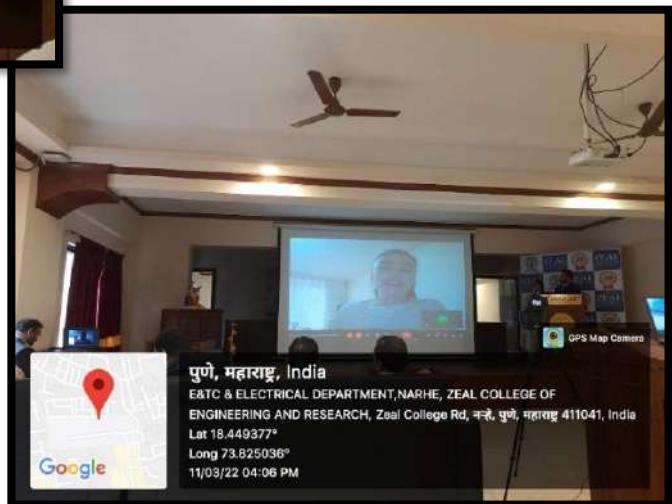 ZEAL
GPS Map Camera
पुणे, महाराष्ट्र, India
E&TC & ELECTRICAL DEPARTMENT,NARHE, ZEAL COLLEGE OF
ENGINEERING AND RESEARCH, Zeal College Rd, नऱ्हे, पुणे, महाराष्ट्र 411041, India
Lat 18.449377°
Long 73.825036°
11/03/22 04:06 PM
Google